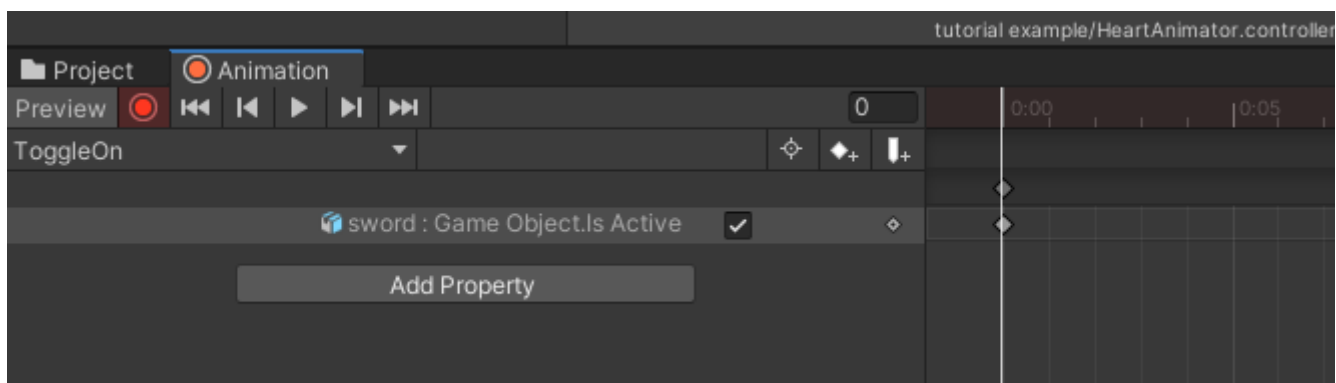 tutorial example/HeartAnimator.controller
Project Animation
Preview 0 0:00 0:05
ToggleOn
sword : Game Object.Is Active
Add Property